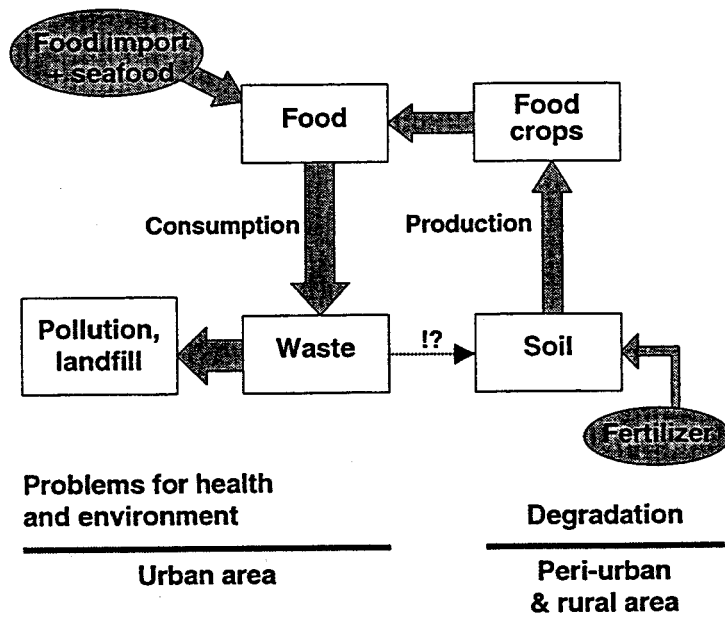 Food import
+ seafood
Food
Food
crops
Consumption
Production
Pollution,
landfill
Waste
!?
Soil
Fertilizer
Problems for health
and environment
Degradation
Urban area
Peri-urban
& rural area